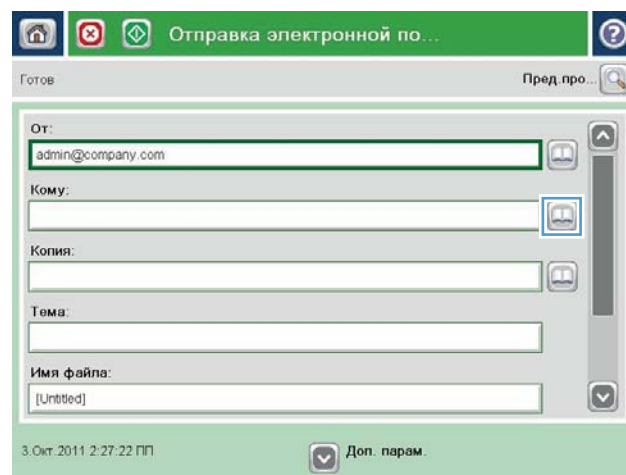 Отправка электронной по...
Готов
Пред.про...
От:
admin@company.com
Кому:
Копия:
Тема:
Имя файла:
[Untitled]
3.Окт.2011 2:27:22 ПП
Доп. парам.